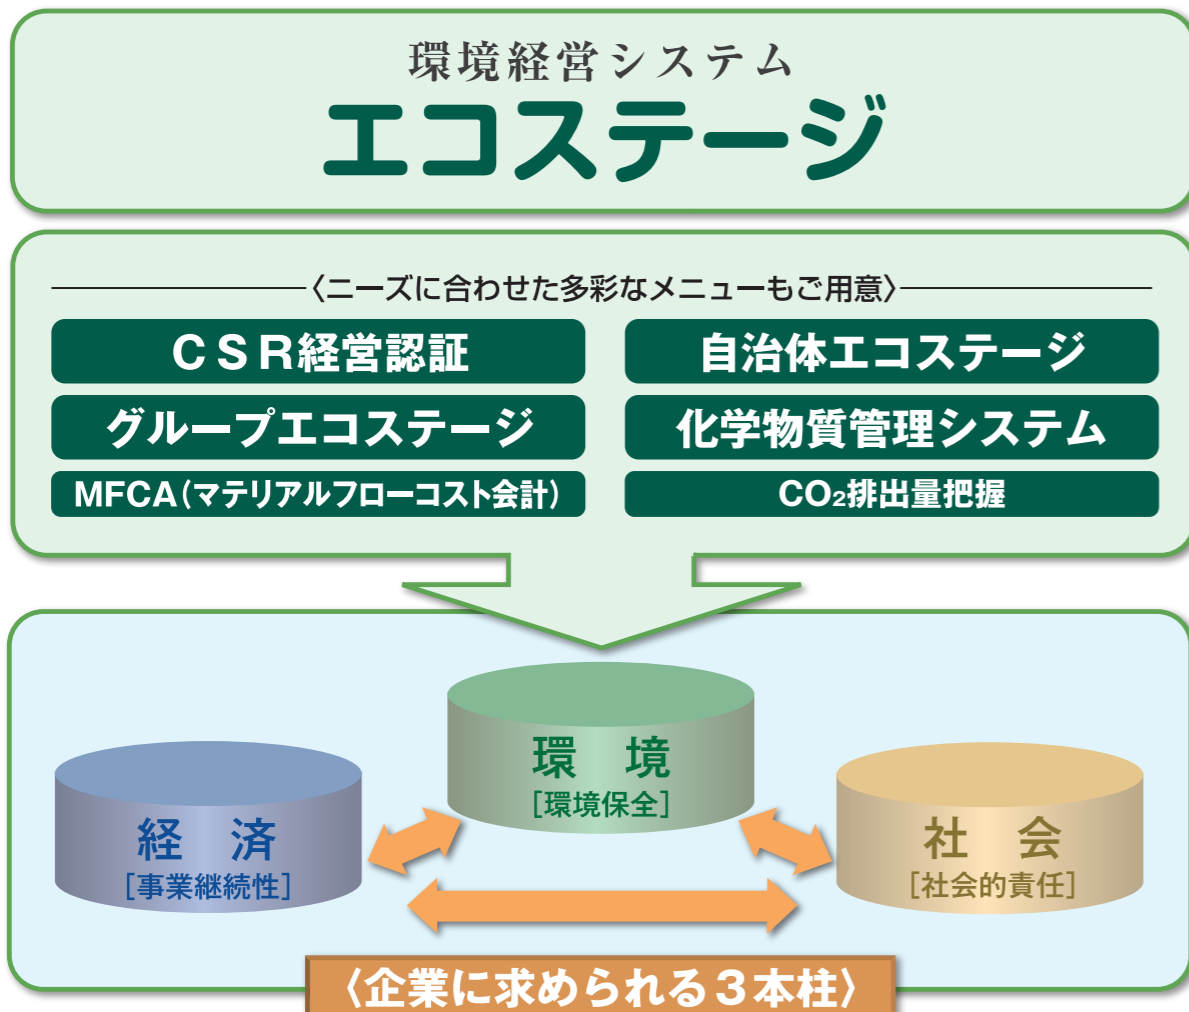 環境経営システム
エコステージ
〈ニーズに合わせた多彩なメニューもご用意〉
ＣＳＲ経営認証
自治体エコステージ
グループエコステージ
化学物質管理システム
MFCA（マテリアルフローコスト会計）
CO₂排出量把握
環　境
［環境保全］
経　済
［事業継続性］
社　会
［社会的責任］
〈企業に求められる３本柱〉